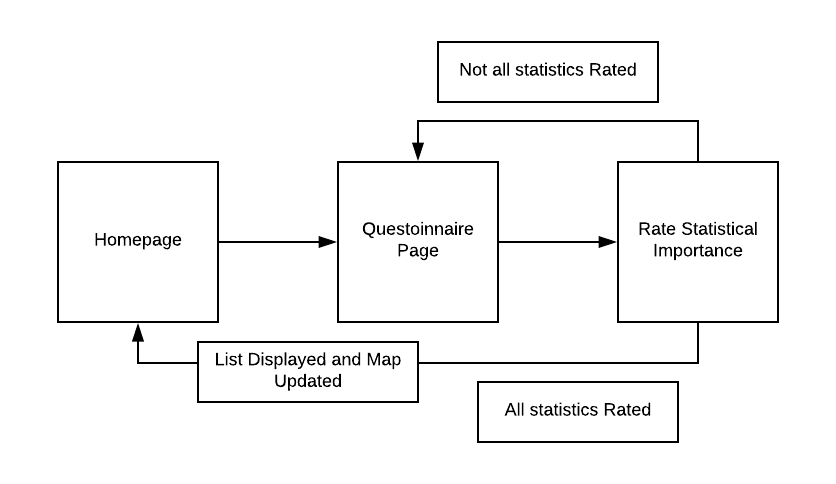 Not all statistics Rated
Homepage
Questoinnaire
Page
Rate Statistical
Importance
List Displayed and Map
Updated
All statistics Rated